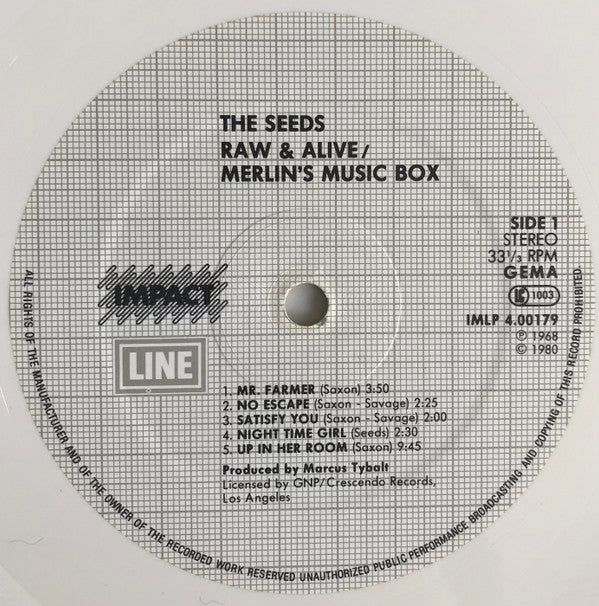 THE SEEDS
RAW & ALIVE/
MERLIN'S MUSIC BOX
SIDE 1
STEREO
33⅓ RPM
GEMA
LC 1003
IMLP 4.00179
℗ 1968
© 1980
IMPACT
LINE
1. MR. FARMER (Saxon) 3:50
2. NO ESCAPE (Saxon - Savage) 2:25
3. SATISFY YOU (Saxon - Savage) 2:00
4. NIGHT TIME GIRL (Seeds) 2:30
5. UP IN HER ROOM (Saxon) 9:45
Produced by Marcus Tybalt
Licensed by GNP/Crescendo Records,
Los Angeles
ALL RIGHTS OF THE MANUFACTURER AND OF THE OWNER OF THE RECORDED WORK RESERVED UNAUTHORIZED PUBLIC PERFORMANCE BROADCASTING AND COPYING OF THIS RECORD PROHIBITED.